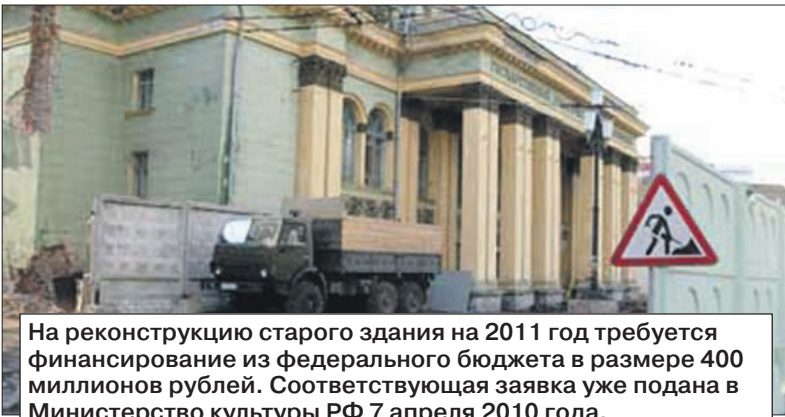 ГОСУДАРСТВЕННЫЙ
На реконструкцию старого здания на 2011 год требуется
финансирование из федерального бюджета в размере 400
миллионов рублей. Соответствующая заявка уже подана в
Министерство культуры РФ 7 апреля 2010 года.